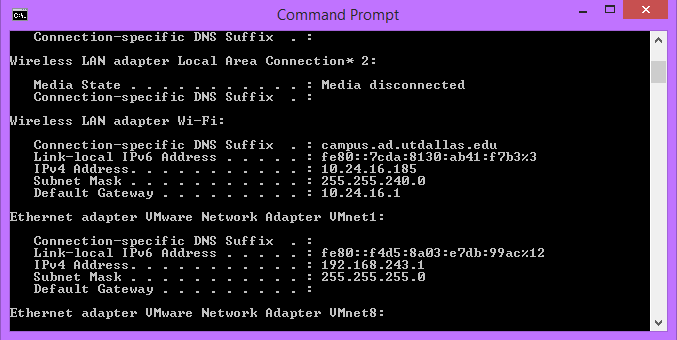 Command Prompt
Connection-specific DNS Suffix . :
Wireless LAN adapter Local Area Connection* 2:
Media State . . . . . . . . . . . : Media disconnected
Connection-specific DNS Suffix . :
Wireless LAN adapter Wi-Fi:
Connection-specific DNS Suffix . : campus.ad.utdallas.edu
Link-local IPv6 Address . . . . . : fe80::7cda:8130:ab41:f7b3%3
IPv4 Address. . . . . . . . . . . : 10.24.16.185
Subnet Mask . . . . . . . . . . . : 255.255.240.0
Default Gateway . . . . . . . . . : 10.24.16.1
Ethernet adapter VMware Network Adapter VMnet1:
Connection-specific DNS Suffix . :
Link-local IPv6 Address . . . . . : fe80::f4d5:8a03:e7db:99ac%12
IPv4 Address. . . . . . . . . . . : 192.168.243.1
Subnet Mask . . . . . . . . . . . : 255.255.255.0
Default Gateway . . . . . . . . . :
Ethernet adapter VMware Network Adapter VMnet8: